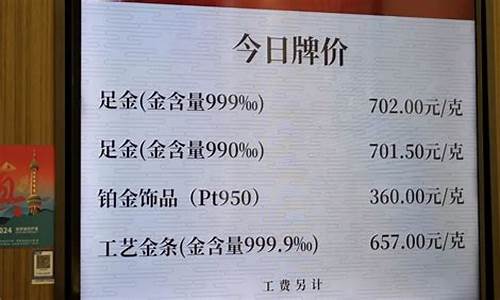 今日牌价
足金(金含量999‰) 702.00元/克
足金(金含量990‰) 701.50元/克
铂金饰品（Pt950） 360.00元/克
工艺金条(金含量999.9‰) 657.00元/克
工费另计
2024